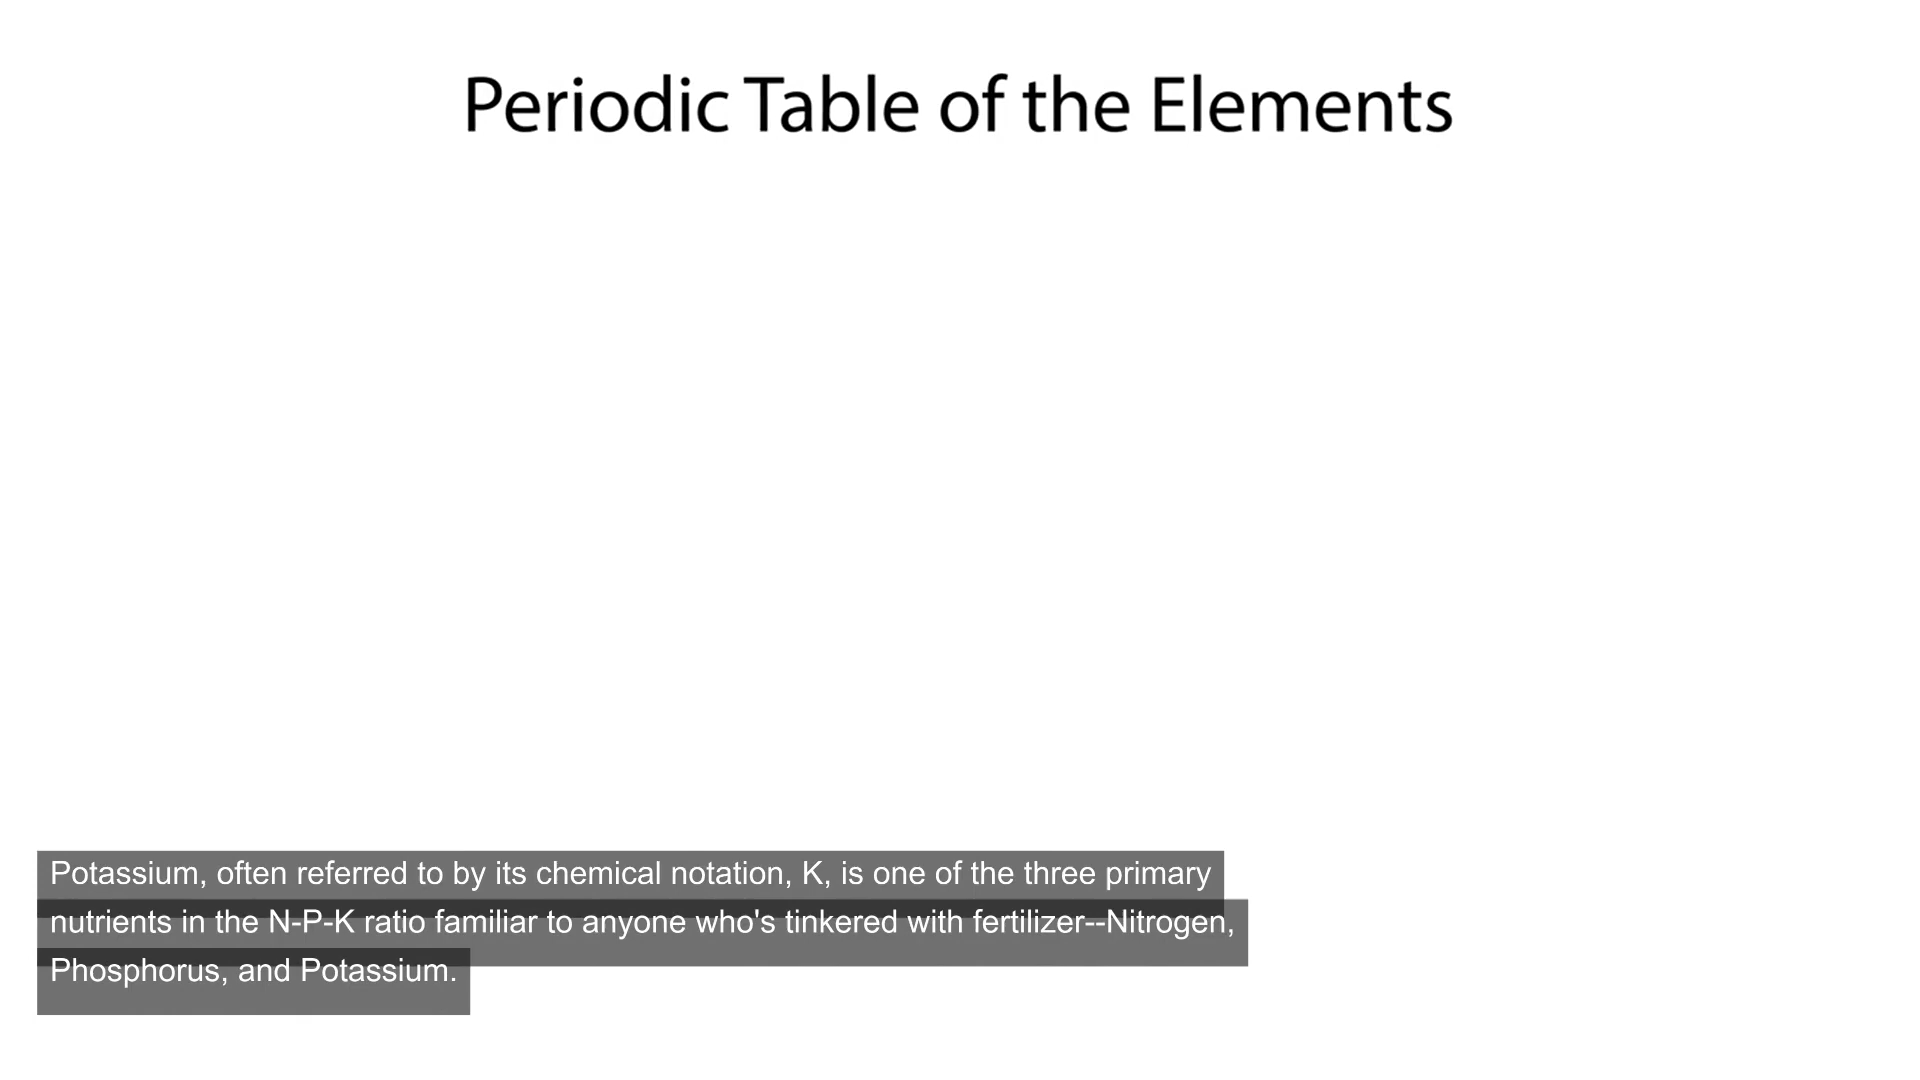 Periodic Table of the Elements
Potassium, often referred to by its chemical notation, K, is one of the three primary
nutrients in the N-P-K ratio familiar to anyone who's tinkered with fertilizer--Nitrogen,
Phosphorus, and Potassium.